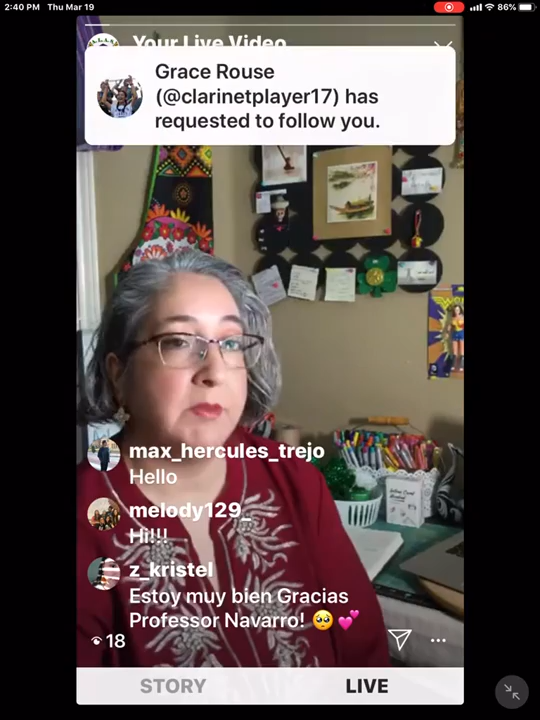 2:40 PM Thu Mar 19
86%
Your Live Video
Grace Rouse
(@clarinetplayer17) has
requested to follow you.
max_hercules_trejo
Hello
melody129_
Hi!!!
z_kristel
Estoy muy bien Gracias
Professor Navarro! 🥺💕
18
STORY LIVE